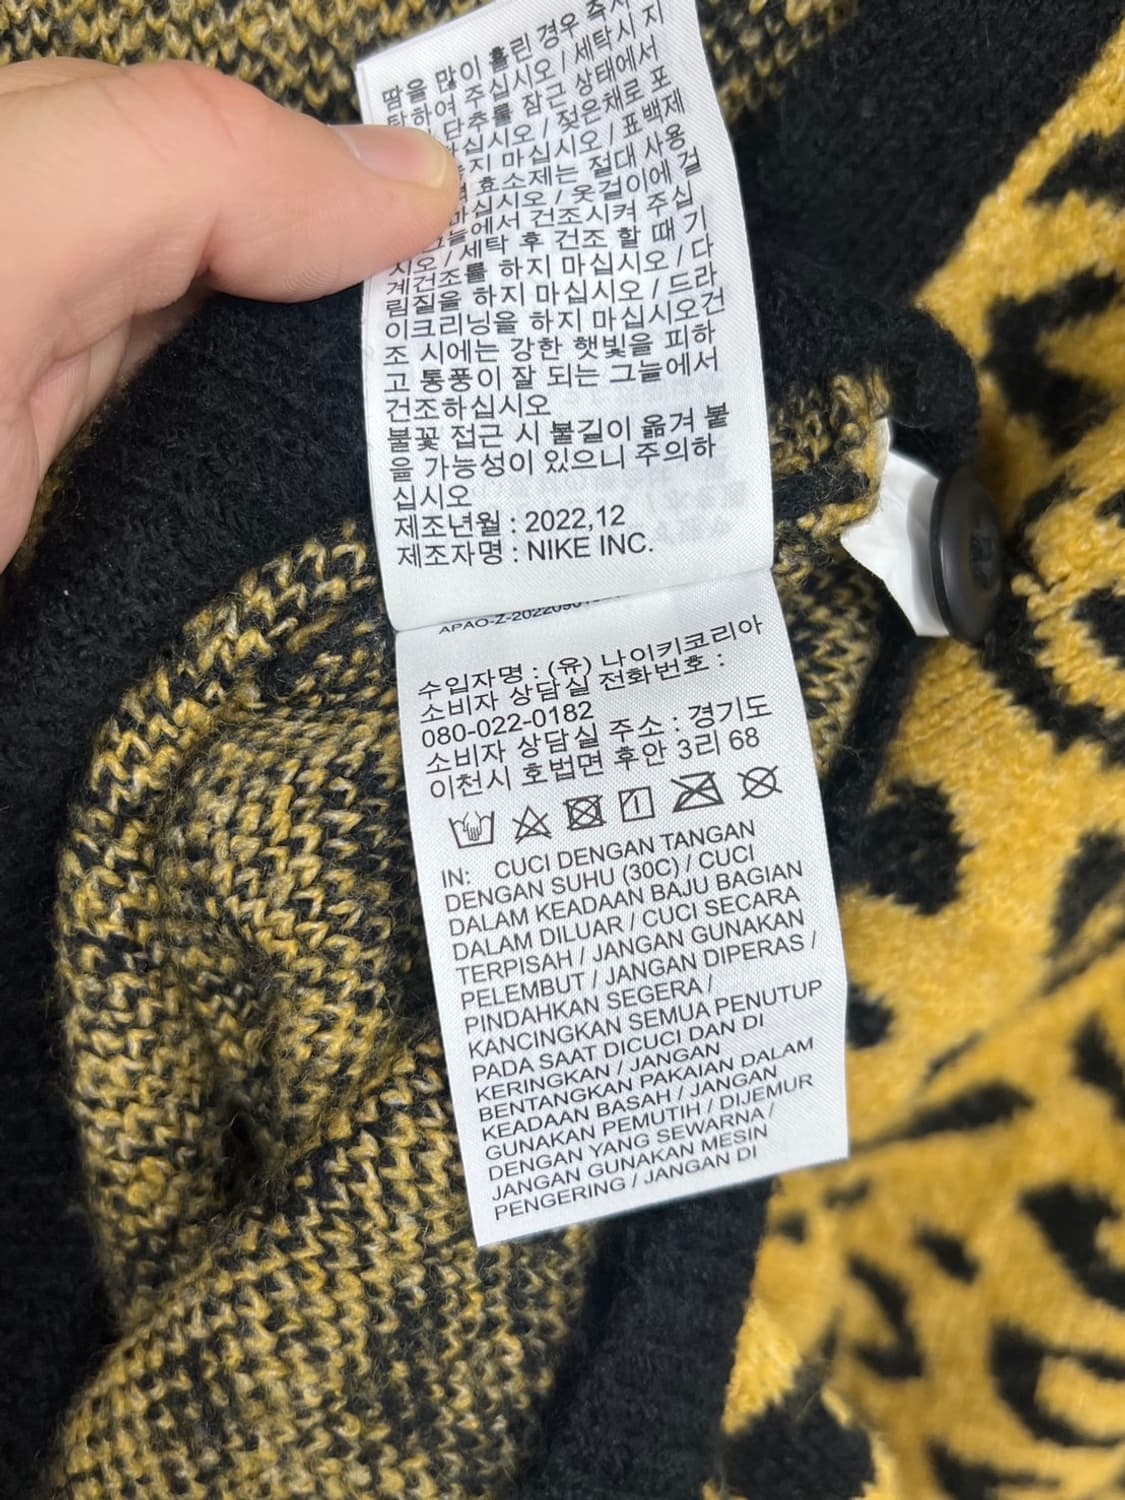 땀을 많이 흘린 경우 즉시
탁하여 주십시오 / 세탁시 지
단추를 잠근 상태에서
십시오 / 젖은채로 포
지 마십시오 / 표백제
효소제는 절대 사용
마십시오 / 옷걸이에 걸
그늘에서 건조시켜 주십
시오 / 세탁 후 건조 할 때 기
계건조를 하지 마십시오 / 다
림질을 하지 마십시오 / 드라
이크리닝을 하지 마십시오건
조 시에는 강한 햇빛을 피하
고 통풍이 잘 되는 그늘에서
건조하십시오
불꽃 접근 시 불길이 옮겨 붙
을 가능성이 있으니 주의하
십시오
제조년월 : 2022,12
제조자명 : NIKE INC.
수입자명 : (유) 나이키코리아
소비자 상담실 전화번호 :
080-022-0182
소비자 상담실 주소 : 경기도
이천시 호법면 후안 3리 68
IN: CUCI DENGAN TANGAN
DENGAN SUHU (30C) / CUCI
DALAM KEADAAN BAJU BAGIAN
DALAM DILUAR / CUCI SECARA
TERPISAH / JANGAN GUNAKAN
PELEMBUT / JANGAN DIPERAS /
PINDAHKAN SEGERA /
KANCINGKAN SEMUA PENUTUP
PADA SAAT DICUCI DAN DI
KERINGKAN / JANGAN
BENTANGKAN PAKAIAN DALAM
KEADAAN BASAH / JANGAN
GUNAKAN PEMUTIH / DIJEMUR
DENGAN YANG SEWARNA /
JANGAN GUNAKAN MESIN
PENGERING / JANGAN DI